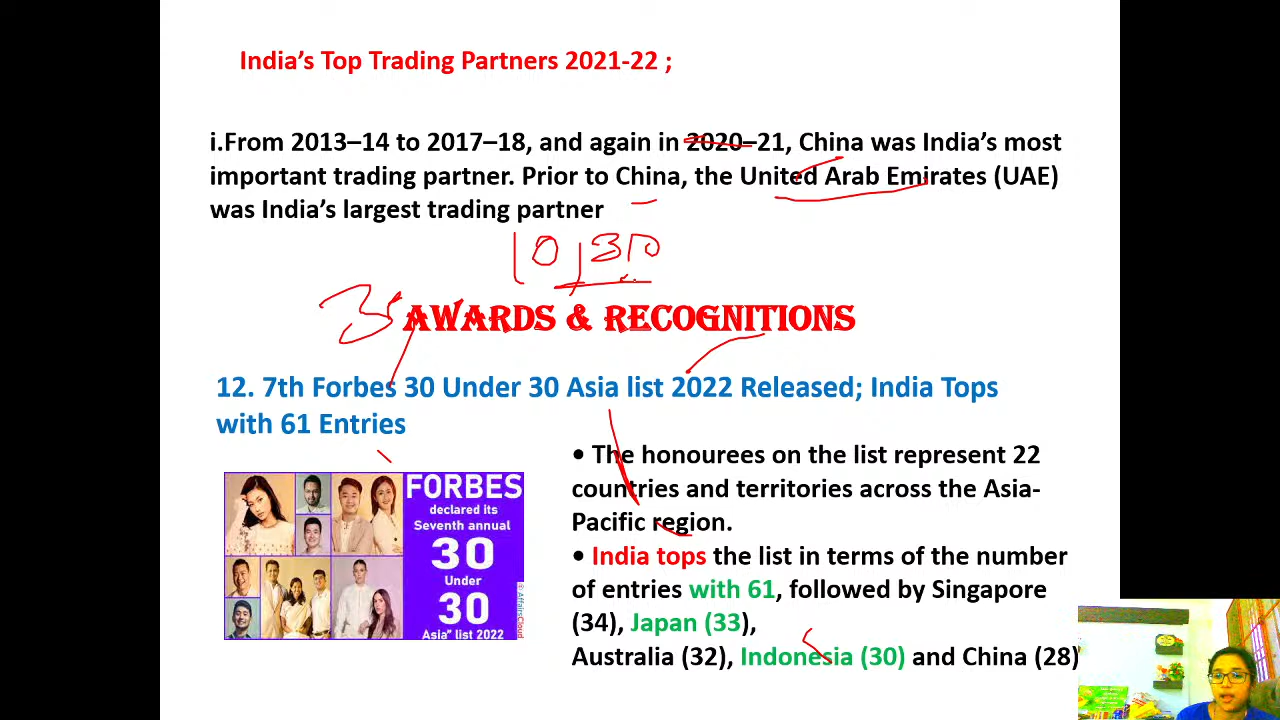 India's Top Trading Partners 2021-22 ;
i.From 2013–14 to 2017–18, and again in 2020–21, China was India's most
important trading partner. Prior to China, the United Arab Emirates (UAE)
was India's largest trading partner
AWARDS & RECOGNITIONS
12. 7th Forbes 30 Under 30 Asia list 2022 Released; India Tops
with 61 Entries
FORBES
declared its
Seventh annual
30
Under
30
Asia" list 2022
© AffairsCloud
• The honourees on the list represent 22
countries and territories across the Asia-
Pacific region.
• India tops the list in terms of the number
of entries with 61, followed by Singapore
(34), Japan (33),
Australia (32), Indonesia (30) and China (28)